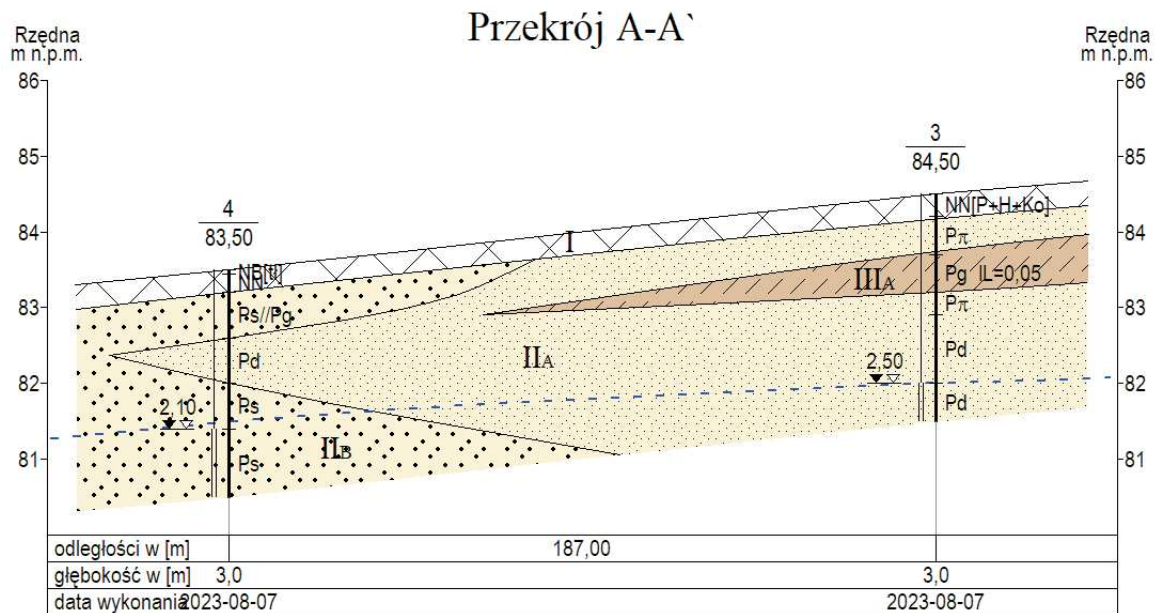 Przekrój A-A`
Rzędna
m n.p.m.
Rzędna
m n.p.m.
86
86
85
85
84
84
83
83
82
82
81
81
3
84,50
4
83,50
NN[P+H+Ko]
Pπ
I
IIIA
Pg IL=0,05
Ps//Pg
Pπ
IIA
Pd
Pd
2,50
2,10
Ps
Pd
IIB
Ps
odległości w [m] 187,00
głębokość w [m] 3,0 3,0
data wykonania 2023-08-07 2023-08-07